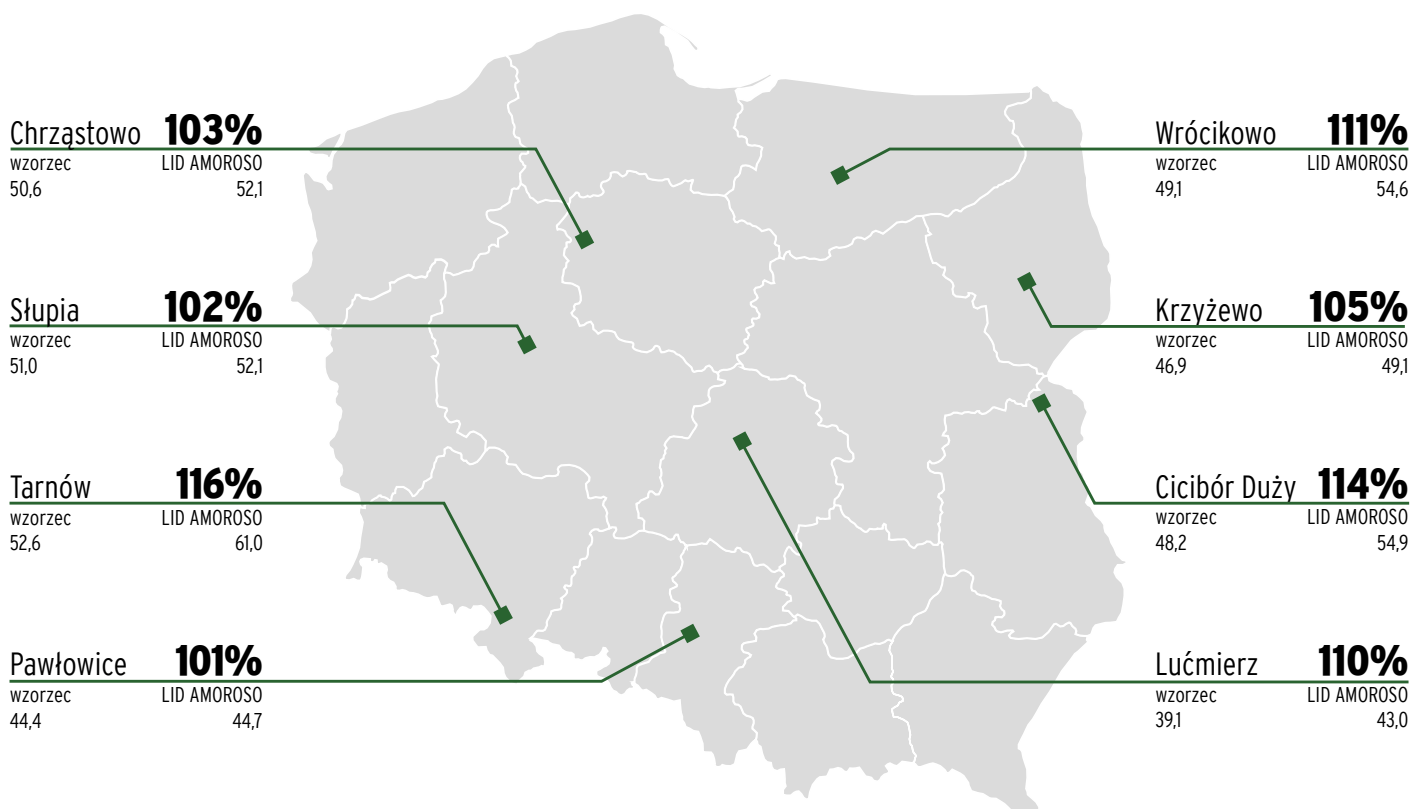 Chrząstowo 103%
wzorzec LID AMOROSO
50,6 52,1
Słupia 102%
wzorzec LID AMOROSO
51,0 52,1
Tarnów 116%
wzorzec LID AMOROSO
52,6 61,0
Pawłowice 101%
wzorzec LID AMOROSO
44,4 44,7
Wrócikowo 111%
wzorzec LID AMOROSO
49,1 54,6
Krzyżewo 105%
wzorzec LID AMOROSO
46,9 49,1
Cicibór Duży 114%
wzorzec LID AMOROSO
48,2 54,9
Lućmierz 110%
wzorzec LID AMOROSO
39,1 43,0